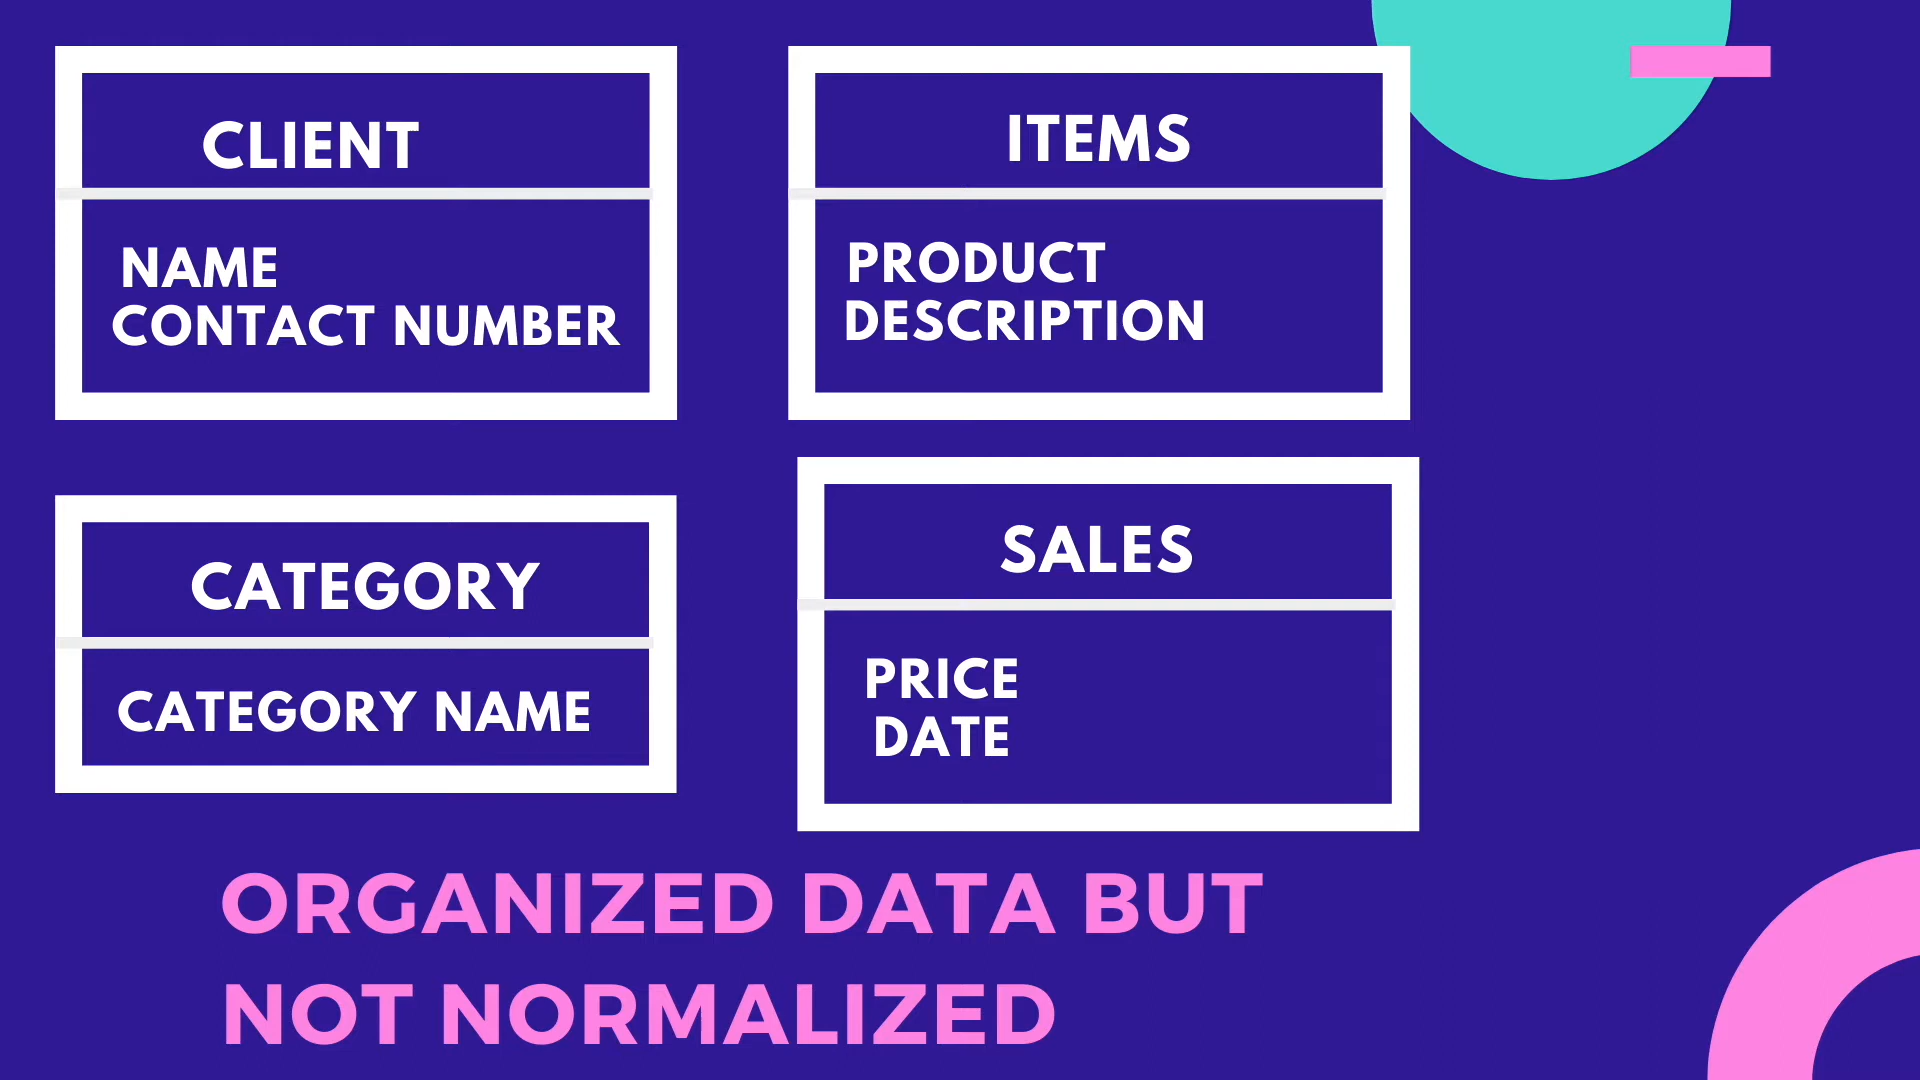 CLIENT
NAME
CONTACT NUMBER
ITEMS
PRODUCT
DESCRIPTION
CATEGORY
CATEGORY NAME
SALES
PRICE
DATE
ORGANIZED DATA BUT
NOT NORMALIZED